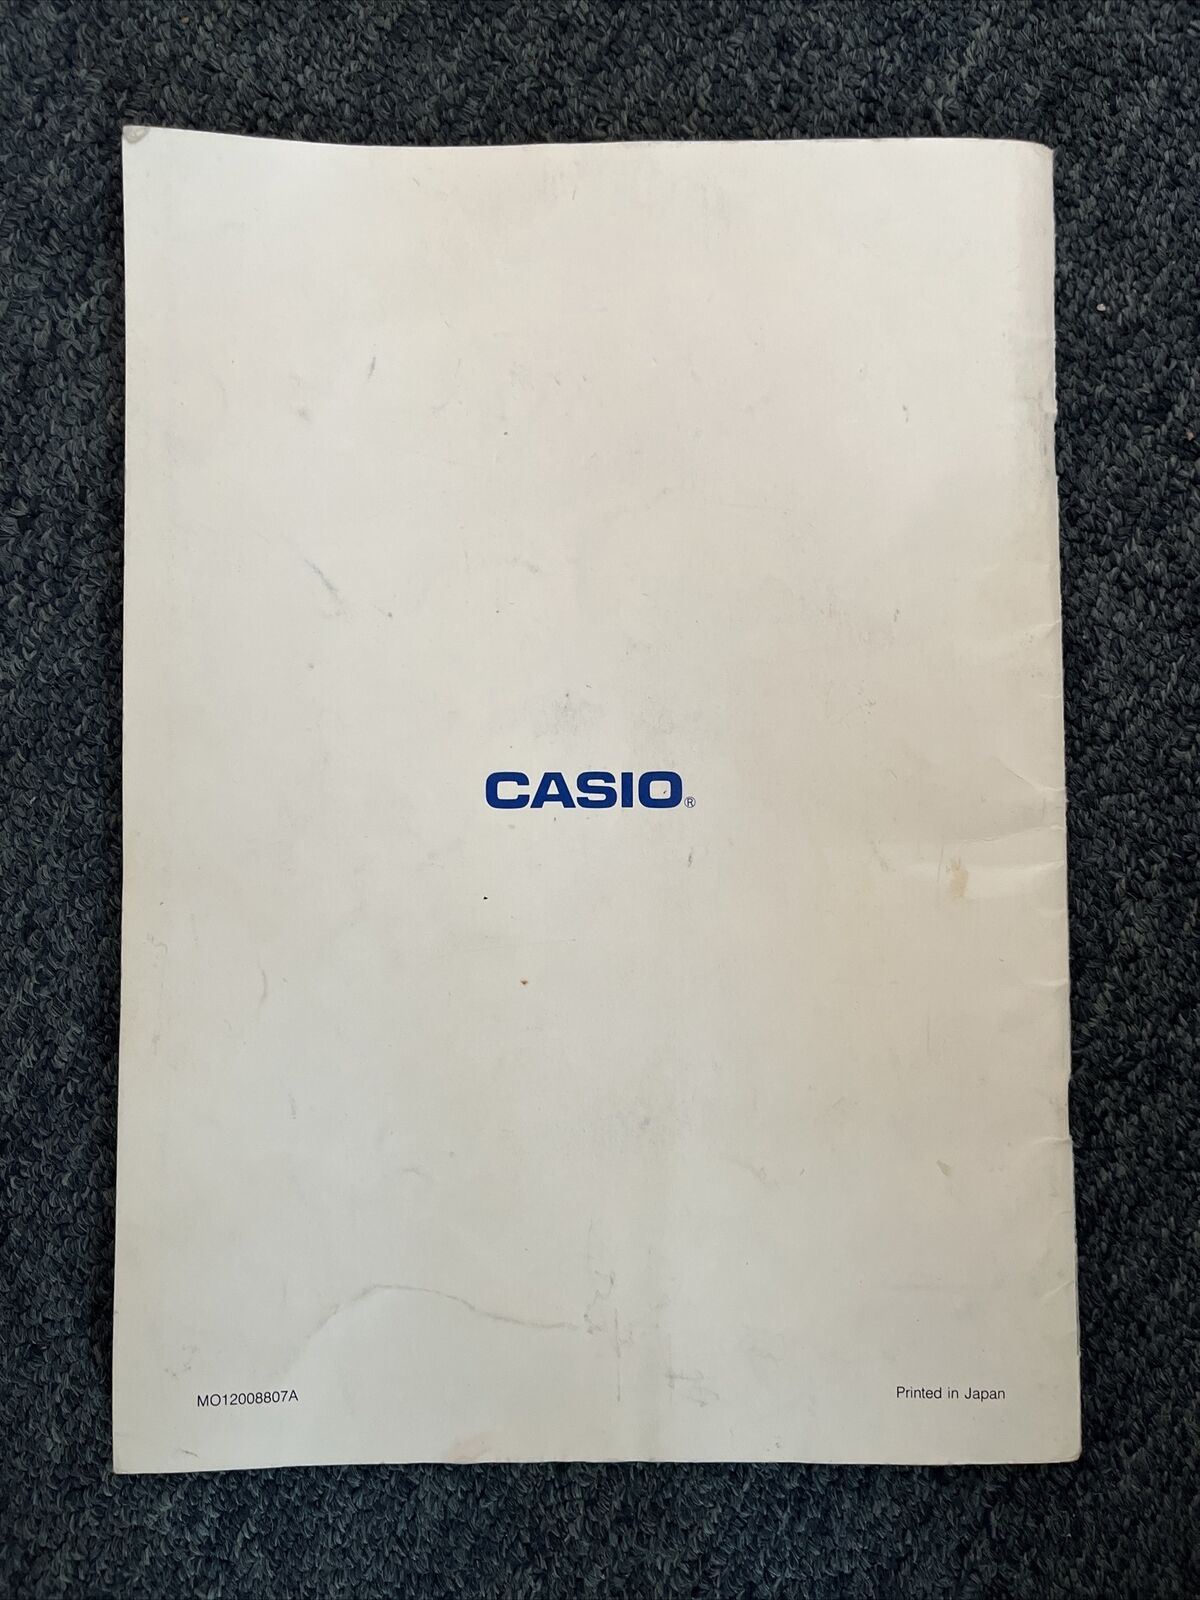 CASIO®
MO12008807A
Printed in Japan